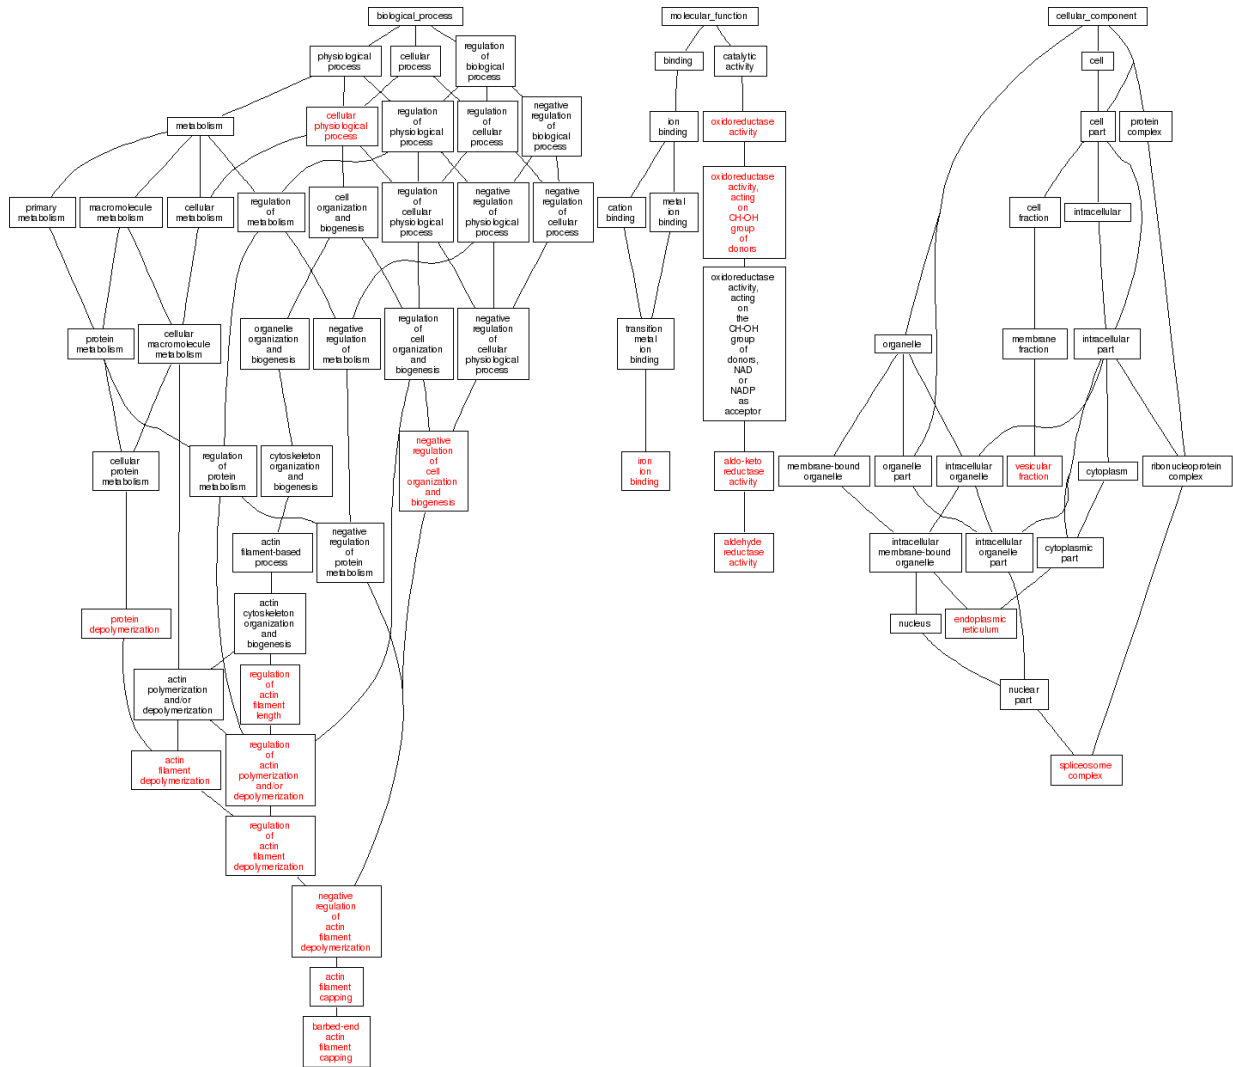 biological_process
molecular_function
cellular_component
physiological
process
cellular
process
regulation
of
biological
process
binding
catalytic
activity
cell
metabolism
cellular
physiological
process
regulation
of
physiological
process
regulation
of
cellular
process
negative
regulation
of
biological
process
ion
binding
oxidoreductase
activity
cell
part
protein
complex
primary
metabolism
macromolecule
metabolism
cellular
metabolism
regulation
of
metabolism
cell
organization
and
biogenesis
regulation
of
cellular
physiological
process
negative
regulation
of
physiological
process
negative
regulation
of
cellular
process
cation
binding
metal
ion
binding
oxidoreductase
activity,
acting
on
CH-OH
group
of
donors
cell
fraction
intracellular
protein
metabolism
cellular
macromolecule
metabolism
organelle
organization
and
biogenesis
negative
regulation
of
metabolism
regulation
of
cell
organization
and
biogenesis
negative
regulation
of
cellular
physiological
process
transition
metal
ion
binding
oxidoreductase
activity,
acting
on
the
CH-OH
group
of
donors,
NAD
or
NADP
as
acceptor
organelle
membrane
fraction
intracellular
part
cellular
protein
metabolism
regulation
of
protein
metabolism
cytoskeleton
organization
and
biogenesis
negative
regulation
of
cell
organization
and
biogenesis
iron
ion
binding
aldo-keto
reductase
activity
membrane-bound
organelle
organelle
part
intracellular
organelle
vesicular
fraction
cytoplasm
ribonucleoprotein
complex
actin
filament-based
process
negative
regulation
of
protein
metabolism
aldehyde
reductase
activity
intracellular
membrane-bound
organelle
intracellular
organelle
part
cytoplasmic
part
protein
depolymerization
actin
cytoskeleton
organization
and
biogenesis
nucleus
endoplasmic
reticulum
actin
polymerization
and/or
depolymerization
regulation
of
actin
filament
length
nuclear
part
actin
filament
depolymerization
regulation
of
actin
polymerization
and/or
depolymerization
spliceosome
complex
regulation
of
actin
filament
depolymerization
negative
regulation
of
actin
filament
depolymerization
actin
filament
capping
barbed-end
actin
filament
capping